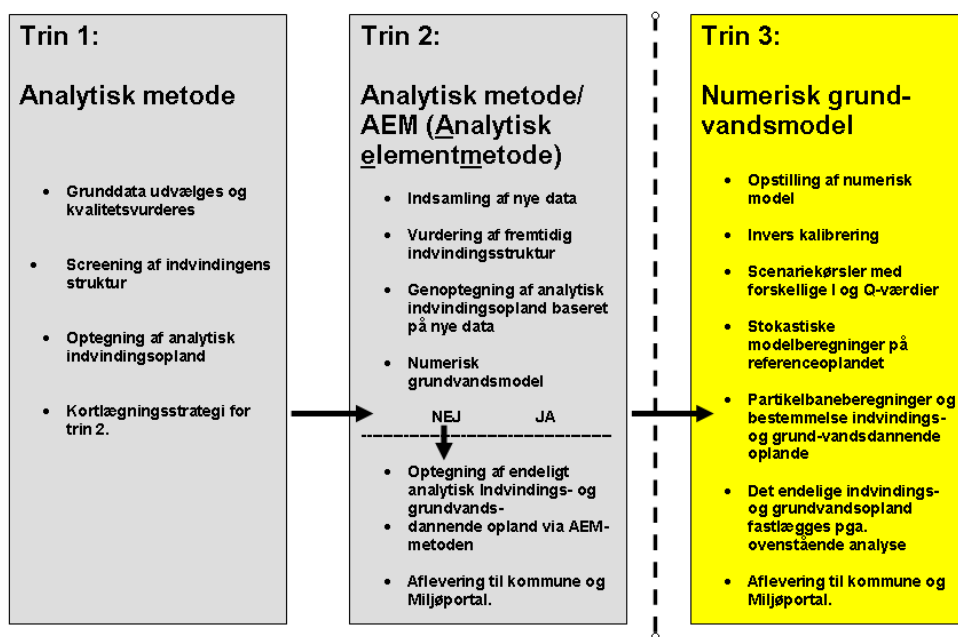 Trin 1:
Analytisk metode
Grunddata udvælges og
kvalitetsvurderes
Screening af indvindingens
struktur
Optegning af analytisk
indvindingsopland
Kortlægningsstrategi for
trin 2.
Trin 2:
Analytisk metode/
AEM (Analytisk
elementmetode)
Indsamling af nye data
Vurdering af fremtidig
indvindingsstruktur
Genoptegning af analytisk
indvindingsopland baseret
på nye data
Numerisk
grundvandsmodel
NEJ JA
Optegning af endeligt
analytisk Indvindings- og
grundvands-
dannende opland via AEM-
metoden
Aflevering til kommune og
Miljøportal.
Trin 3:
Numerisk grund-
vandsmodel
Opstilling af numerisk
model
Invers kalibrering
Scenariekørsler med
forskellige I og Q-værdier
Stokastiske
modelberegninger på
referenceoplandet
Partikelbaneberegninger og
bestemmelse indvindings-
og grund-vandsdannende
oplande
Det endelige indvindings-
og grundvandsopland
fastlægges pga.
ovenstående analyse
Aflevering til kommune og
Miljøportal.